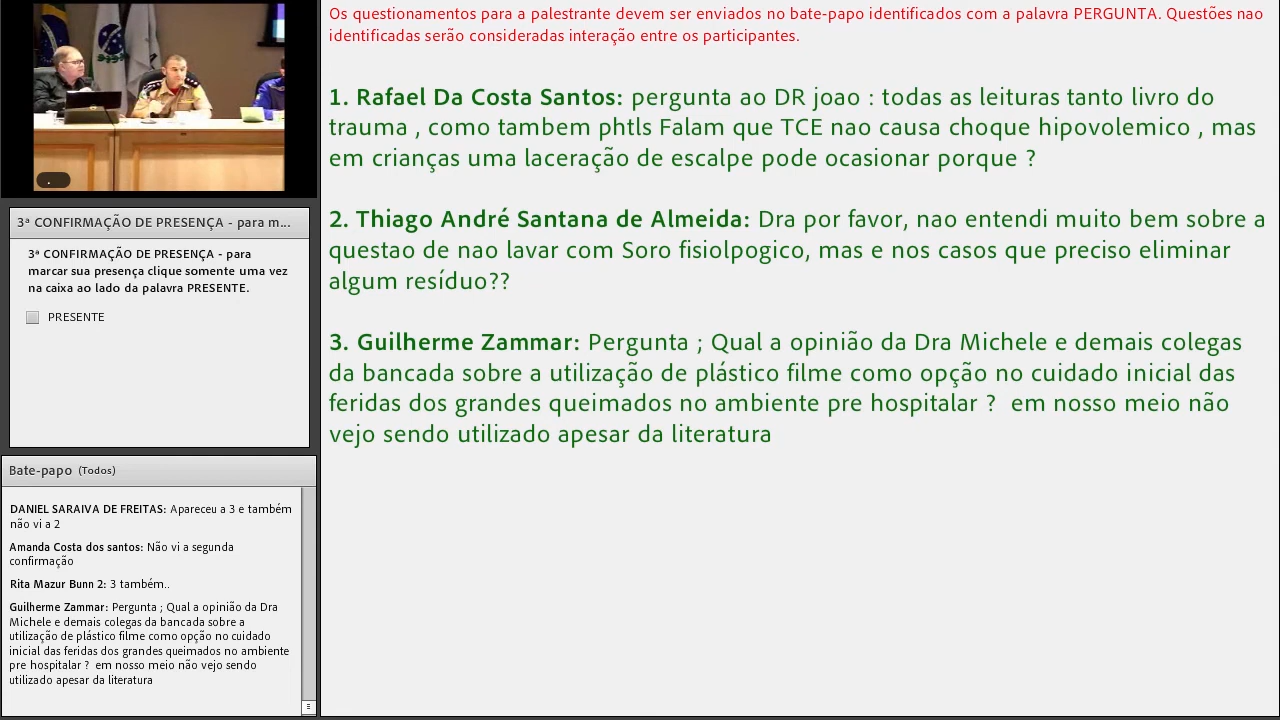 Os questionamentos para a palestrante devem ser enviados no bate-papo identificados com a palavra PERGUNTA. Questões nao
identificadas serão consideradas interação entre os participantes.
1. Rafael Da Costa Santos: pergunta ao DR joao : todas as leituras tanto livro do
trauma , como tambem phtls Falam que TCE nao causa choque hipovolemico , mas
em crianças uma laceração de escalpe pode ocasionar porque ?
2. Thiago André Santana de Almeida: Dra por favor, nao entendi muito bem sobre a
questao de nao lavar com Soro fisiolpogico, mas e nos casos que preciso eliminar
algum resíduo??
3. Guilherme Zammar: Pergunta ; Qual a opinião da Dra Michele e demais colegas
da bancada sobre a utilização de plástico filme como opção no cuidado inicial das
feridas dos grandes queimados no ambiente pre hospitalar ?  em nosso meio não
vejo sendo utilizado apesar da literatura
3ª CONFIRMAÇÃO DE PRESENÇA - para m...
3ª CONFIRMAÇÃO DE PRESENÇA - para
marcar sua presença clique somente uma vez
na caixa ao lado da palavra PRESENTE.
PRESENTE
Bate-papo (Todos)
DANIEL SARAIVA DE FREITAS: Apareceu a 3 e também
não vi a 2
Amanda Costa dos santos: Não vi a segunda
confirmação
Rita Mazur Bunn 2: 3 também..
Guilherme Zammar: Pergunta ; Qual a opinião da Dra
Michele e demais colegas da bancada sobre a
utilização de plástico filme como opção no cuidado
inicial das feridas dos grandes queimados no ambiente
pre hospitalar ?  em nosso meio não vejo sendo
utilizado apesar da literatura